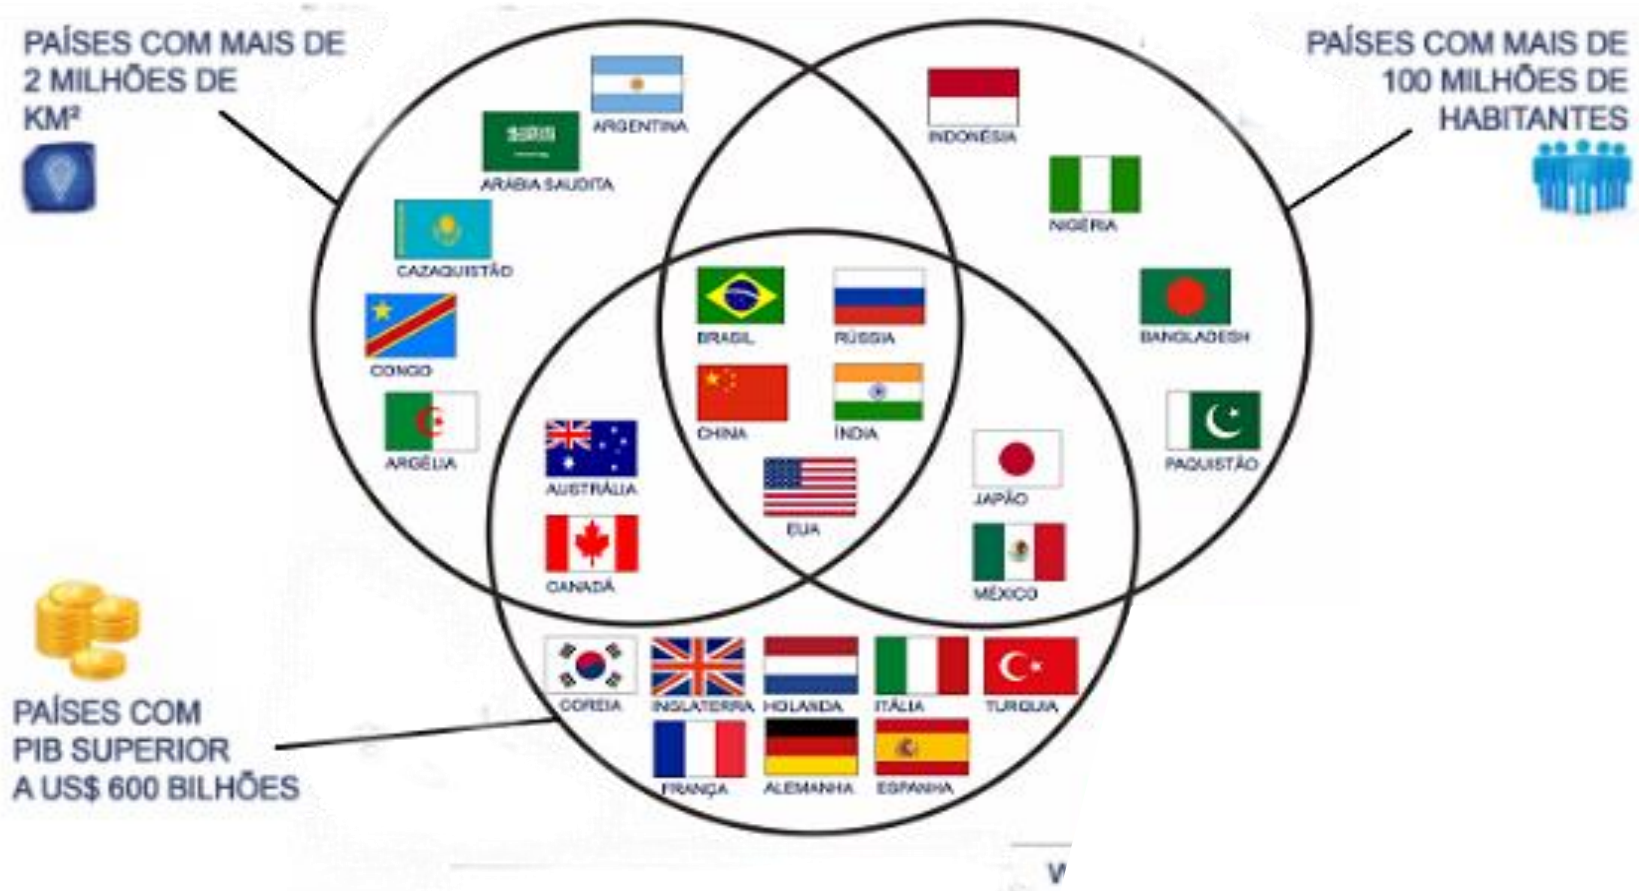 PAÍSES COM MAIS DE
2 MILHÕES DE
KM²
PAÍSES COM MAIS DE
100 MILHÕES DE
HABITANTES
ARGENTINA
INDONÉSIA
ARÁBIA SAUDITA
NIGÉRIA
CAZAQUISTÃO
BRASIL
RÚSSIA
BANGLADESH
CONGO
CHINA
ÍNDIA
ARGÉLIA
PAQUISTÃO
AUSTRÁLIA
JAPÃO
EUA
CANADÁ
MÉXICO
COREIA
INGLATERRA
HOLANDA
ITÁLIA
TURQUIA
FRANÇA
ALEMANHA
ESPANHA
PAÍSES COM
PIB SUPERIOR
A US$ 600 BILHÕES